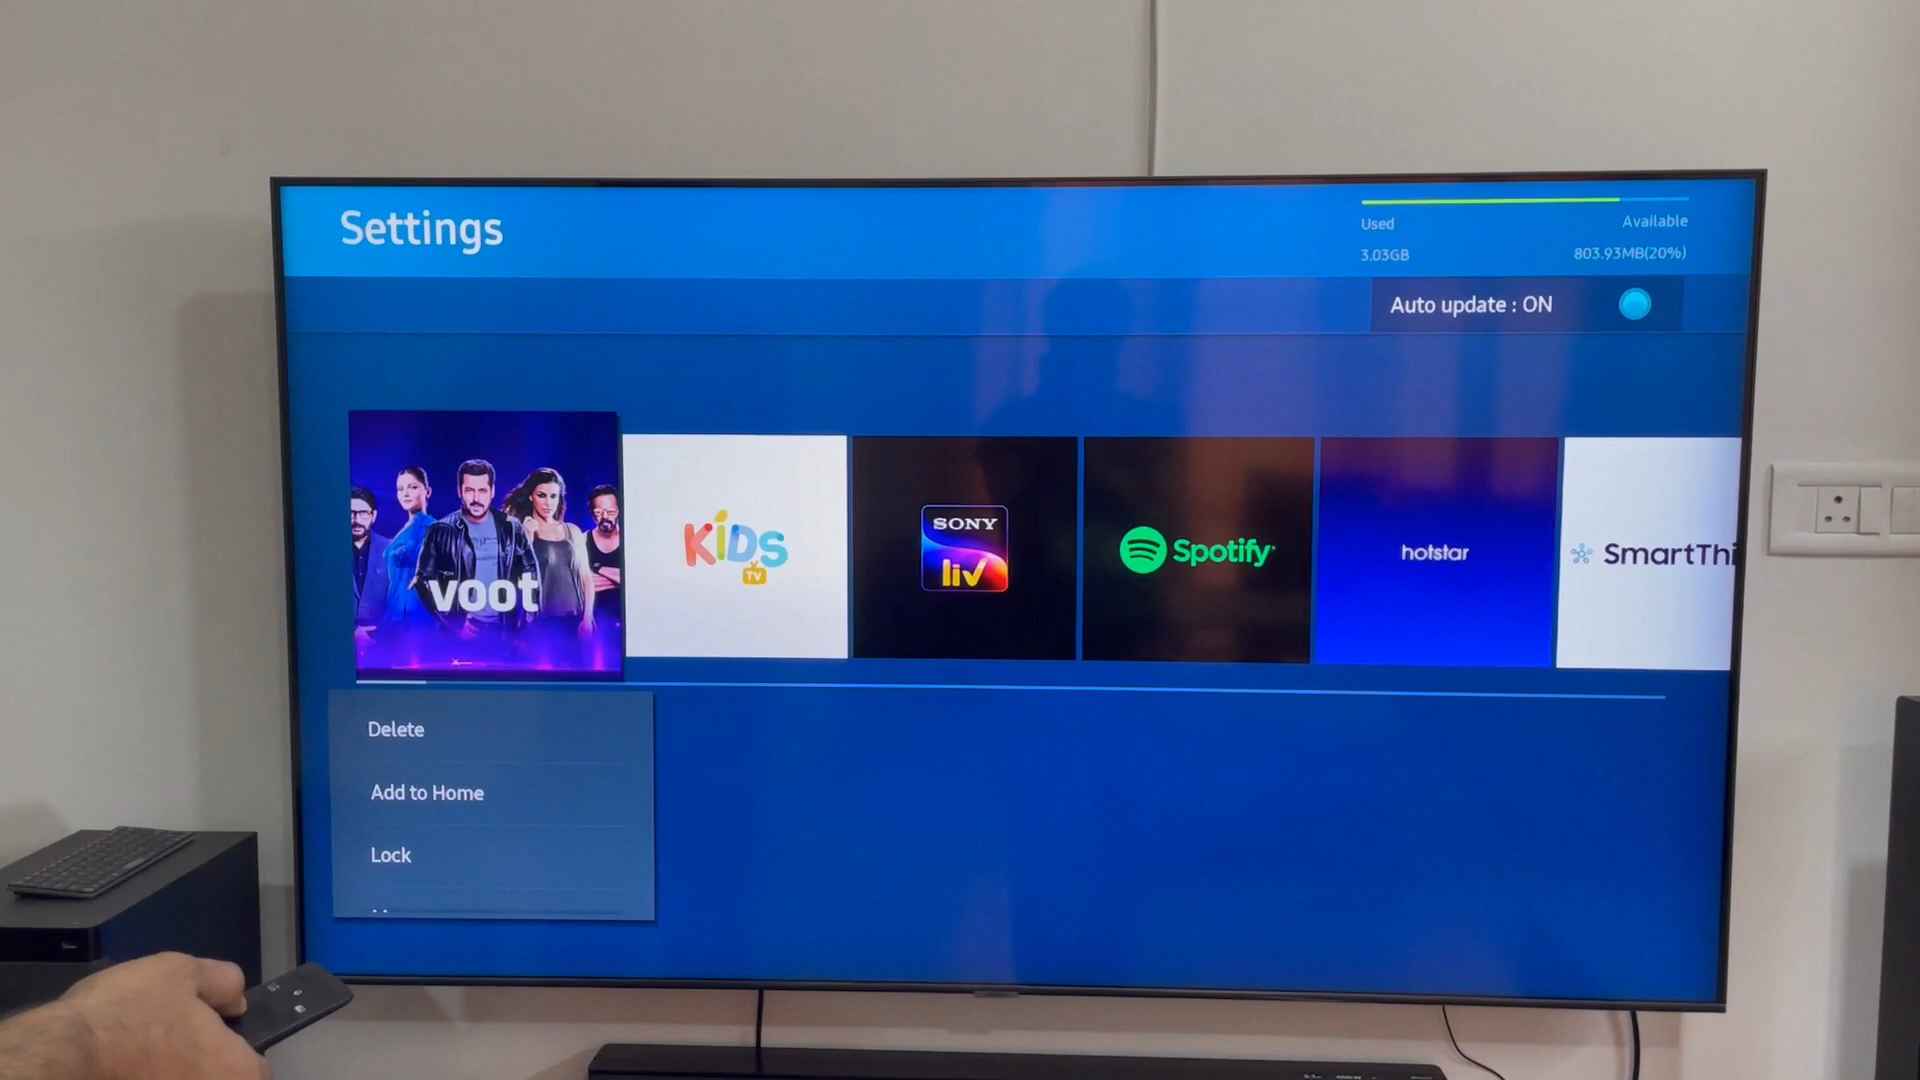 Settings
Used
Available
3.03GB
803.93MB(20%)
Auto update : ON
voot
KiDS
TV
SONY
liv
Spotify
hotstar
SmartThi
Delete
Add to Home
Lock